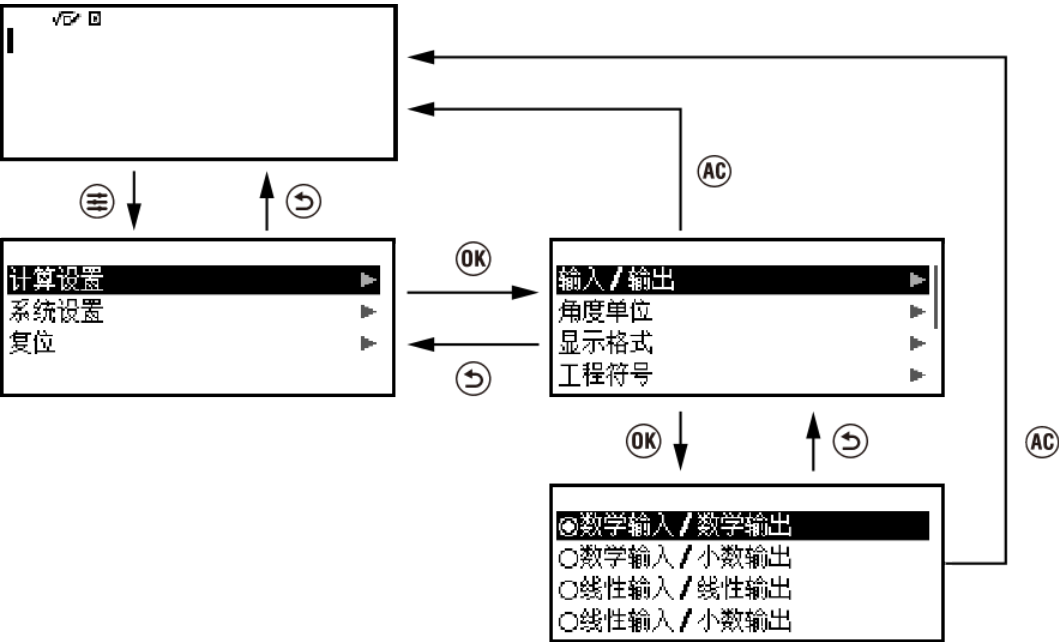 √□/ D
AC
计算设置
系统设置
复位
OK
输入/输出
角度单位
显示格式
工程符号
OK
AC
◎数学输入/数学输出
○数学输入/小数输出
○线性输入/线性输出
○线性输入/小数输出